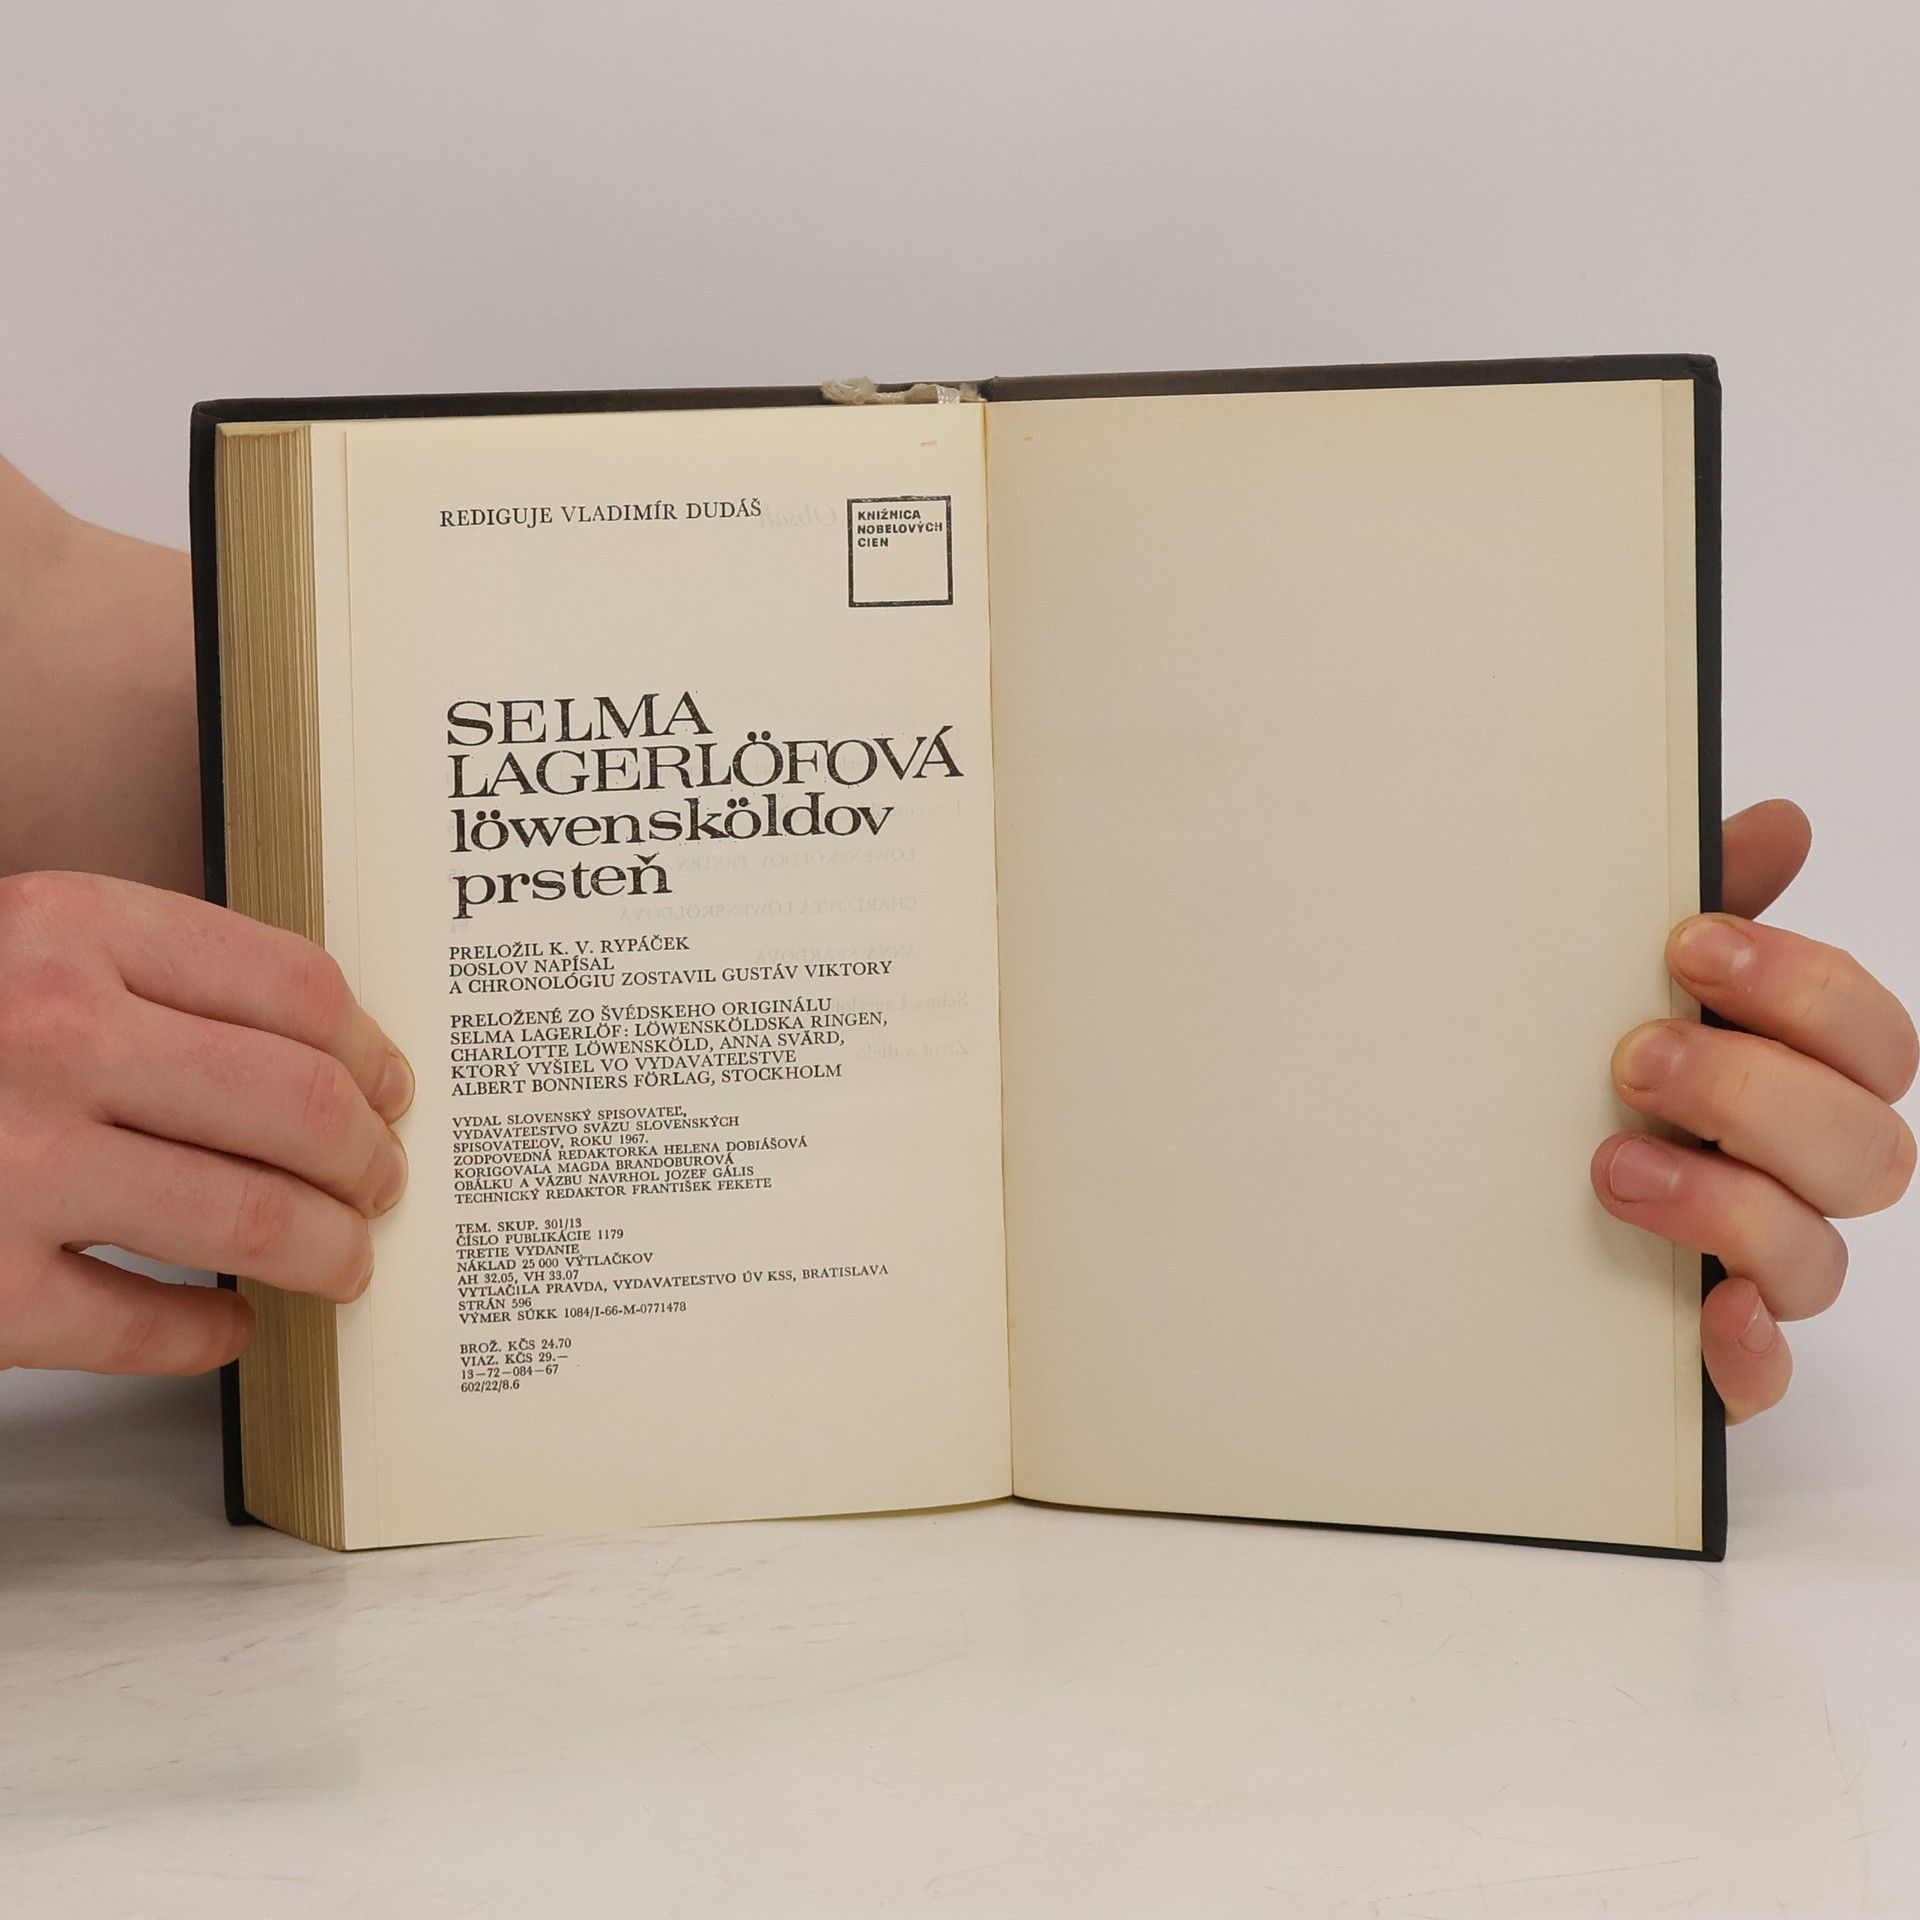 REDIGUJE VLADIMÍR DUDÁŠ
KNIŽNICA
NOBELOVÝCH
CIEN
SELMA
LAGERLÖFOVÁ
löwensköldov
prsteň
PRELOŽIL K. V. RYPÁČEK
DOSLOV NAPÍSAL
A CHRONOLÓGIU ZOSTAVIL GUSTÁV VIKTORY
PRELOŽENÉ ZO ŠVÉDSKEHO ORIGINÁLU
SELMA LAGERLÖF: LÖWENSKÖLDSKA RINGEN,
CHARLOTTE LÖWENSKÖLD, ANNA SVÄRD,
KTORÝ VYŠIEL VO VYDAVATEĽSTVE
ALBERT BONNIERS FÖRLAG, STOCKHOLM
VYDAL SLOVENSKÝ SPISOVATEĽ,
VYDAVATEĽSTVO SVÄZU SLOVENSKÝCH
SPISOVATEĽOV, ROKU 1967.
ZODPOVEDNÁ REDAKTORKA HELENA DOBIÁŠOVÁ
KORIGOVALA MAGDA BRANDOBUROVÁ
OBÁLKU A VÄZBU NAVRHOL JOZEF GÁLIS
TECHNICKÝ REDAKTOR FRANTIŠEK FEKETE
TEM. SKUP. 301/13
ČÍSLO PUBLIKÁCIE 1179
TRETIE VYDANIE
NÁKLAD 25 000 VÝTLAČKOV
AH 32.05, VH 33.07
VYTLAČILA PRAVDA, VYDAVATEĽSTVO ÚV KSS, BRATISLAVA
STRÁN 596
VÝMER SÚKK 1084/I-66-M-0771478
BROŽ. KČS 24.70
VIAZ. KČS 29.—
13—72—084—67
602/22/8.6